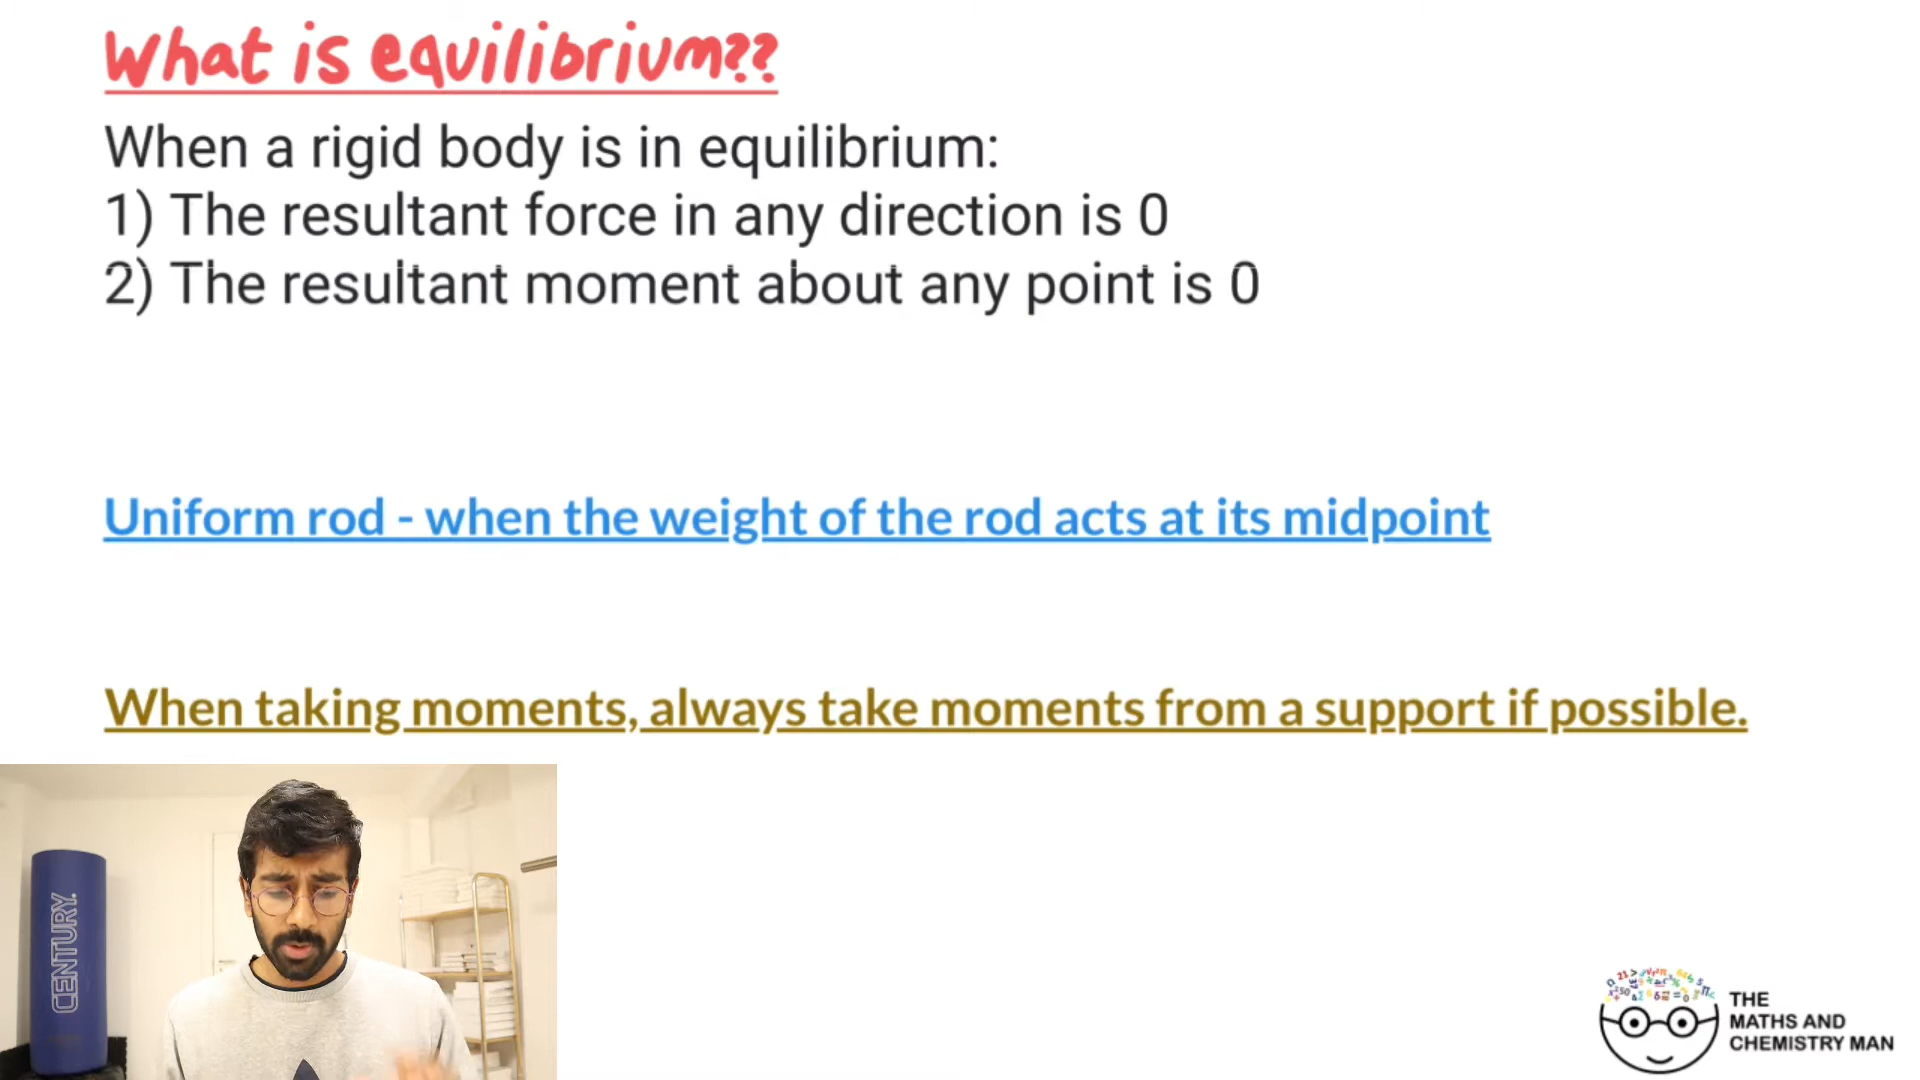 What is equilibrium??
When a rigid body is in equilibrium:
1) The resultant force in any direction is 0
2) The resultant moment about any point is 0
Uniform rod - when the weight of the rod acts at its midpoint
When taking moments, always take moments from a support if possible.
CENTURY.
THE
MATHS AND
CHEMISTRY MAN